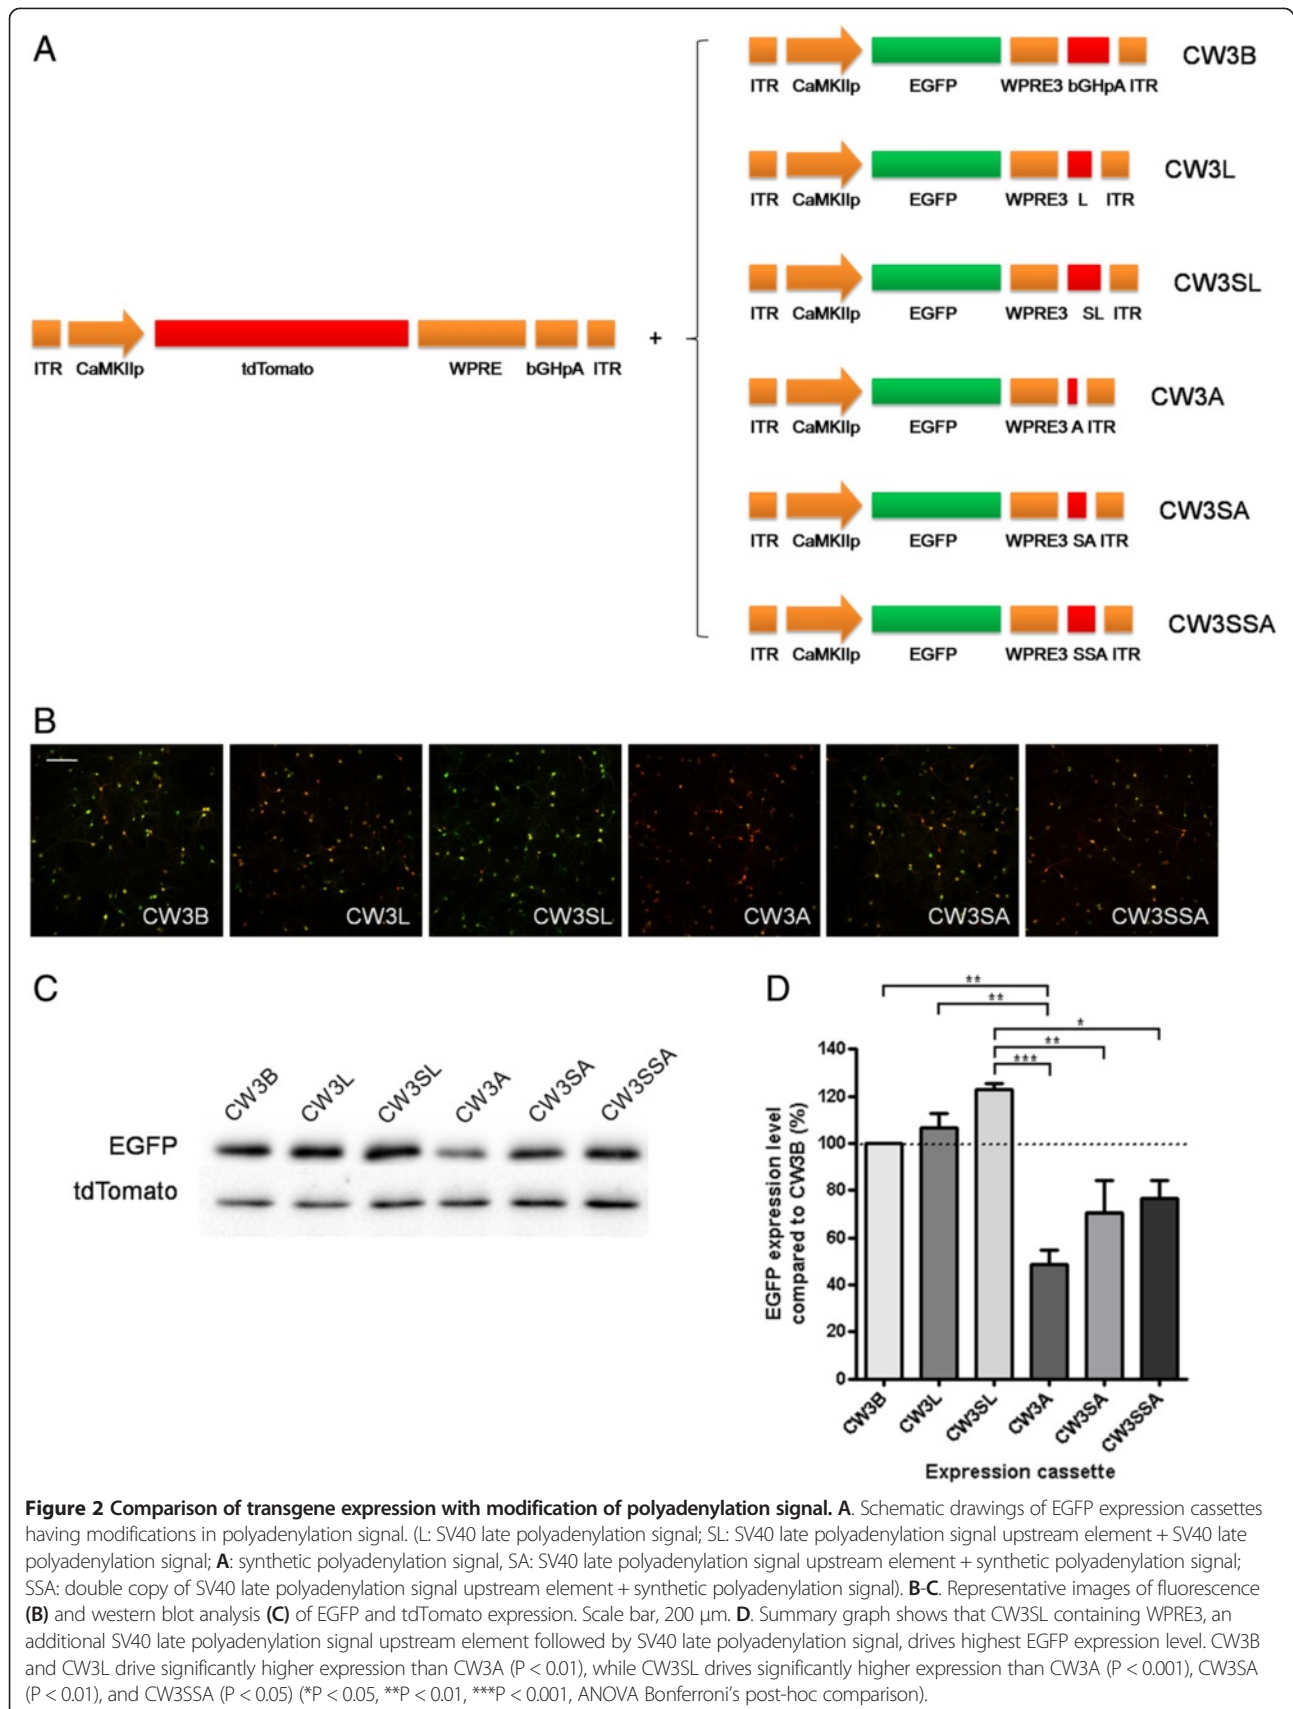 A
ITR CaMKIIp EGFP WPRE3 bGHpA ITR
CW3B
ITR CaMKIIp EGFP WPRE3 L ITR
CW3L
ITR CaMKIIp EGFP WPRE3 SL ITR
CW3SL
ITR CaMKIIp tdTomato WPRE bGHpA ITR
+
ITR CaMKIIp EGFP WPRE3 A ITR
CW3A
ITR CaMKIIp EGFP WPRE3 SA ITR
CW3SA
ITR CaMKIIp EGFP WPRE3 SSA ITR
CW3SSA
B
CW3B CW3L CW3SL CW3A CW3SA CW3SSA
C
CW3B CW3L CW3SL CW3A CW3SA CW3SSA
EGFP
tdTomato
D
**
**
*
**
***
EGFP expression level
compared to CW3B (%)
140
120
100
80
60
40
20
0
CW3B CW3L CW3SL CW3A CW3SA CW3SSA
Expression cassette
Figure 2 Comparison of transgene expression with modification of polyadenylation signal. A. Schematic drawings of EGFP expression cassettes
having modifications in polyadenylation signal. (L: SV40 late polyadenylation signal; SL: SV40 late polyadenylation signal upstream element + SV40 late
polyadenylation signal; A: synthetic polyadenylation signal, SA: SV40 late polyadenylation signal upstream element + synthetic polyadenylation signal;
SSA: double copy of SV40 late polyadenylation signal upstream element + synthetic polyadenylation signal). B-C. Representative images of fluorescence
(B) and western blot analysis (C) of EGFP and tdTomato expression. Scale bar, 200 μm. D. Summary graph shows that CW3SL containing WPRE3, an
additional SV40 late polyadenylation signal upstream element followed by SV40 late polyadenylation signal, drives highest EGFP expression level. CW3B
and CW3L drive significantly higher expression than CW3A (P < 0.01), while CW3SL drives significantly higher expression than CW3A (P < 0.001), CW3SA
(P < 0.01), and CW3SSA (P < 0.05) (*P < 0.05, **P < 0.01, ***P < 0.001, ANOVA Bonferroni's post-hoc comparison).